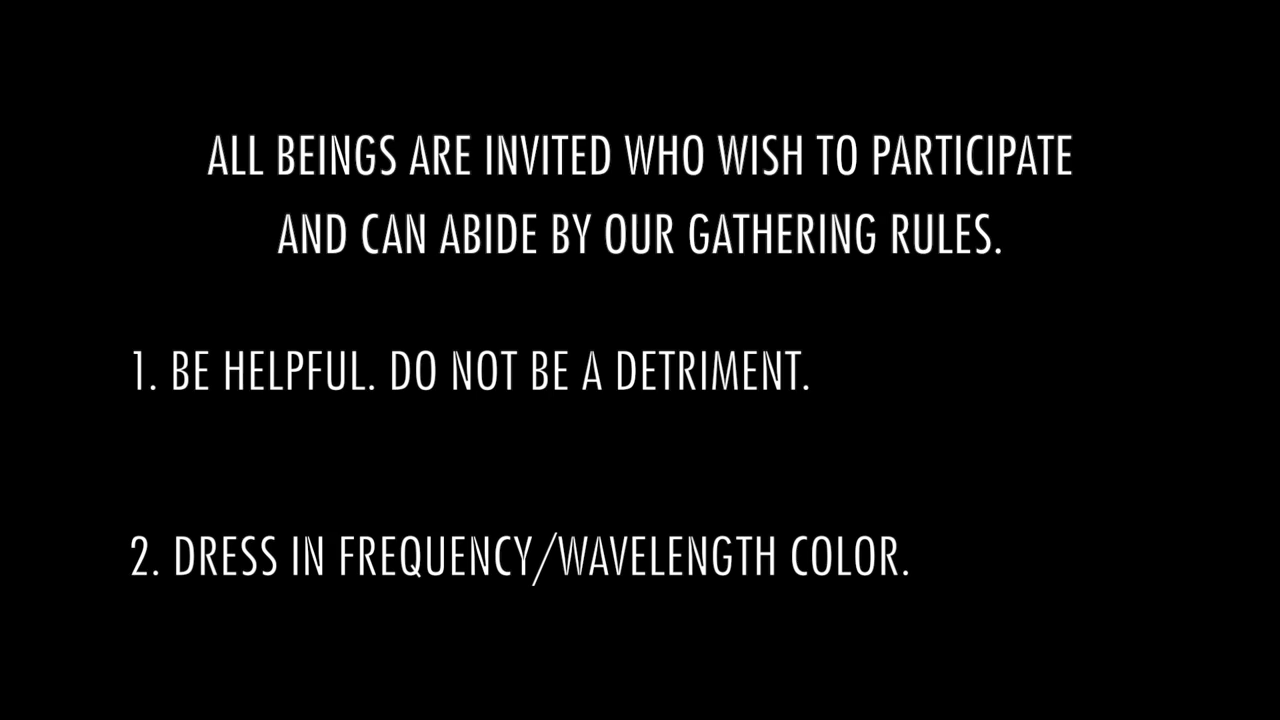 ALL BEINGS ARE INVITED WHO WISH TO PARTICIPATE
AND CAN ABIDE BY OUR GATHERING RULES.
1. BE HELPFUL. DO NOT BE A DETRIMENT.
2. DRESS IN FREQUENCY/WAVELENGTH COLOR.